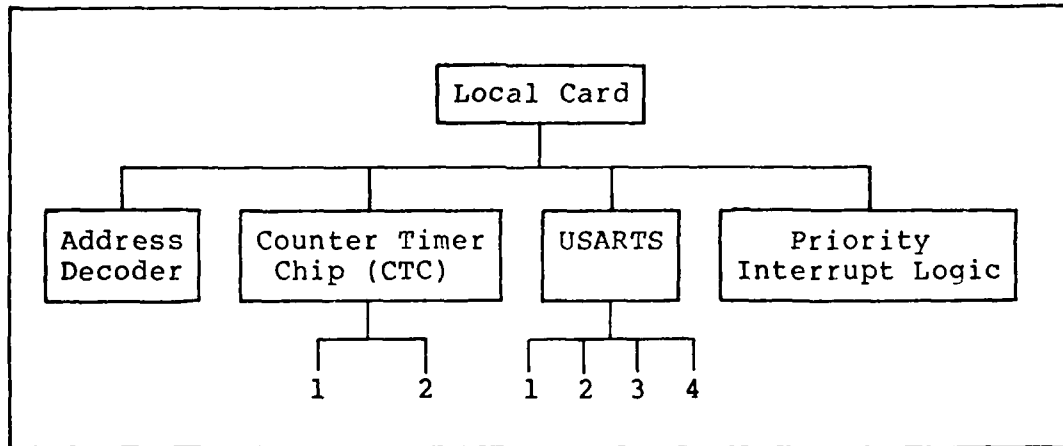 Local Card
Address
Decoder
Counter Timer
Chip (CTC)
USARTS
Priority
Interrupt Logic
1 2
1 2 3 4